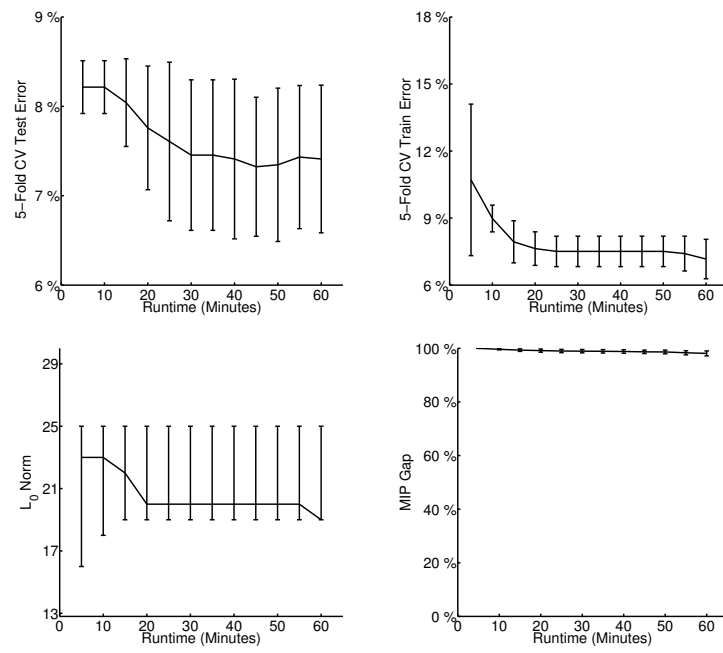 9 %
8 %
7 %
6 %
5−Fold CV Test Error
0 10 20 30 40 50 60
Runtime (Minutes)
18 %
15 %
12 %
9 %
6 %
5−Fold CV Train Error
0 10 20 30 40 50 60
Runtime (Minutes)
29
25
21
17
13
L0 Norm
0 10 20 30 40 50 60
Runtime (Minutes)
100 %
80 %
60 %
40 %
20 %
0 %
MIP Gap
0 10 20 30 40 50 60
Runtime (Minutes)